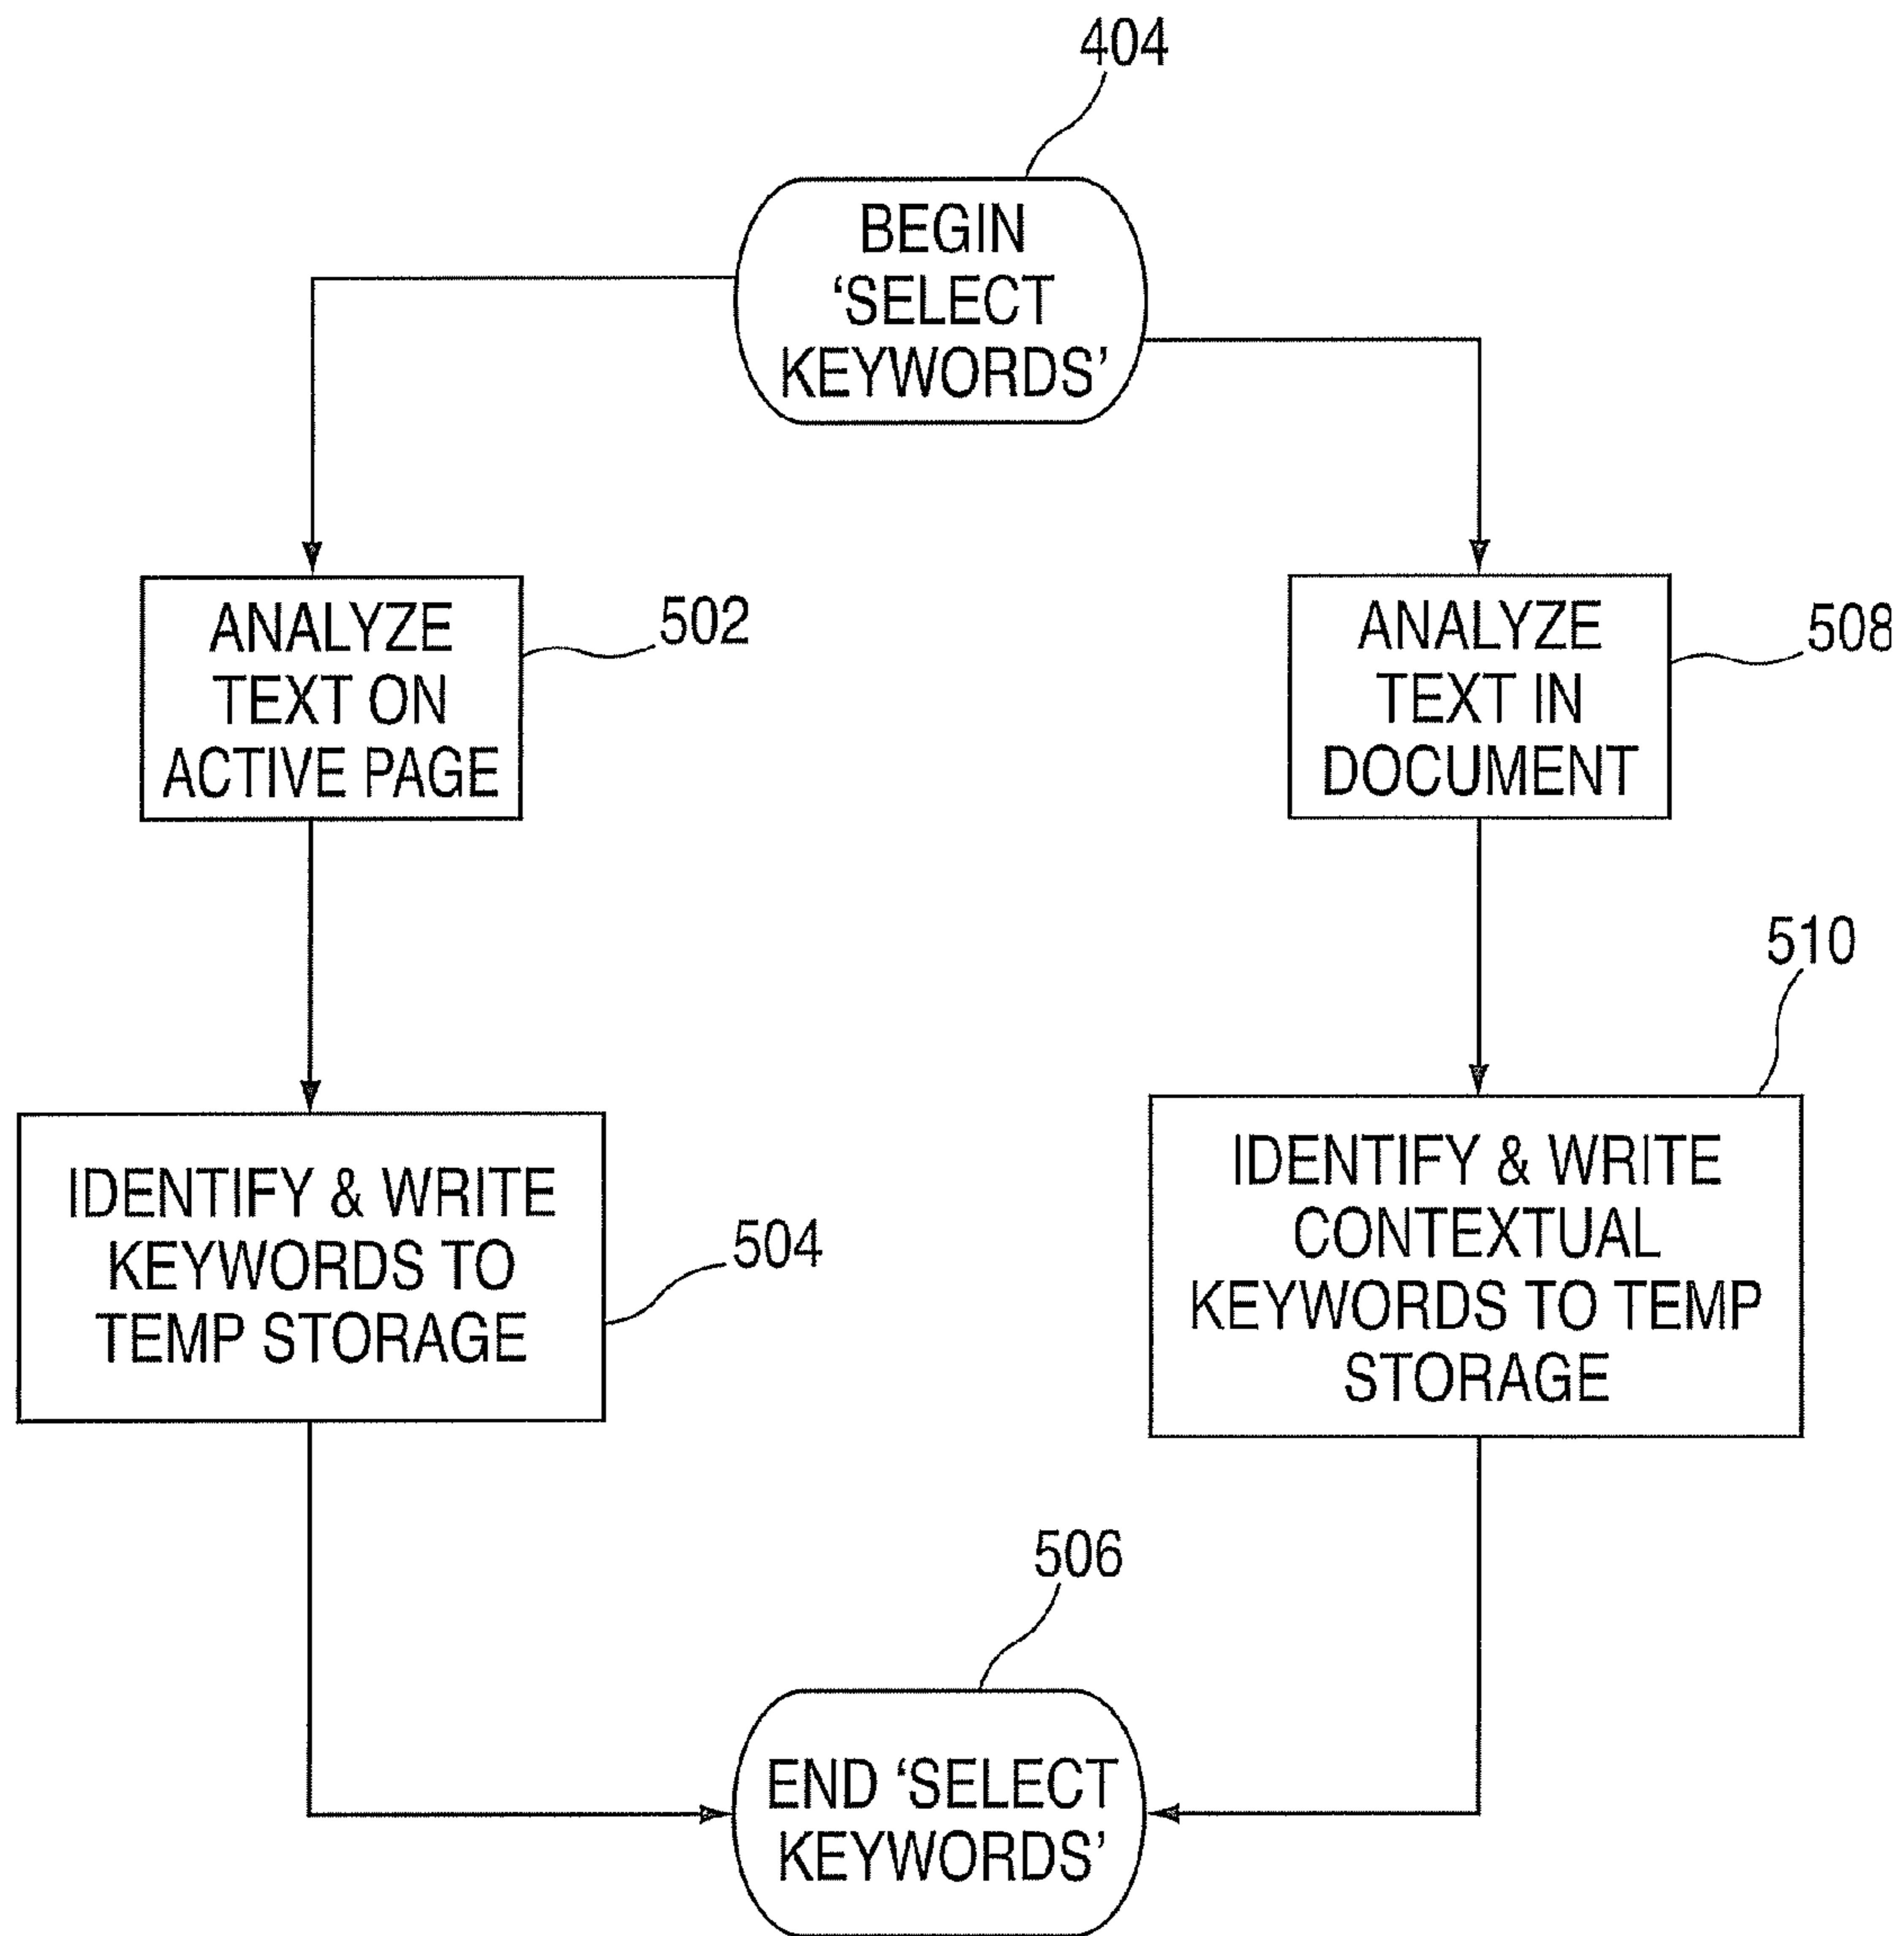 404
BEGIN
‘SELECT
KEYWORDS’
ANALYZE
TEXT ON
ACTIVE PAGE
502
ANALYZE
TEXT IN
DOCUMENT
508
IDENTIFY & WRITE
KEYWORDS TO
TEMP STORAGE
504
510
IDENTIFY & WRITE
CONTEXTUAL
KEYWORDS TO TEMP
STORAGE
506
END ‘SELECT
KEYWORDS’